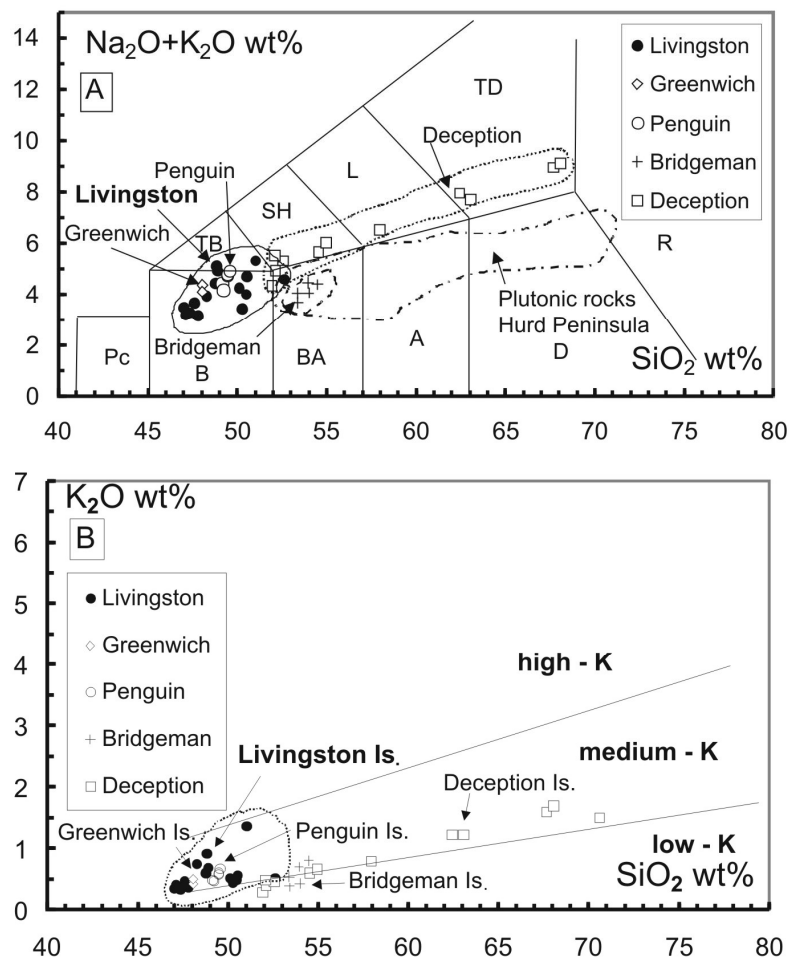 14
12
10
8
6
4
2
0
Na₂O+K₂O wt%
A
TD
Deception
L
Penguin
Livingston
SH
Greenwich
TB
Livingston
Greenwich
Penguin
Bridgeman
Deception
R
Plutonic rocks
Hurd Peninsula
Bridgeman
Pc
B
BA
A
D
SiO₂ wt%
40 45 50 55 60 65 70 75 80
7
6
5
4
3
2
1
0
K₂O wt%
B
Livingston
Greenwich
Penguin
Bridgeman
Deception
high - K
medium - K
low - K
Livingston Is.
Deception Is.
Greenwich Is.
Penguin Is.
Bridgeman Is.
SiO₂ wt%
40 45 50 55 60 65 70 75 80